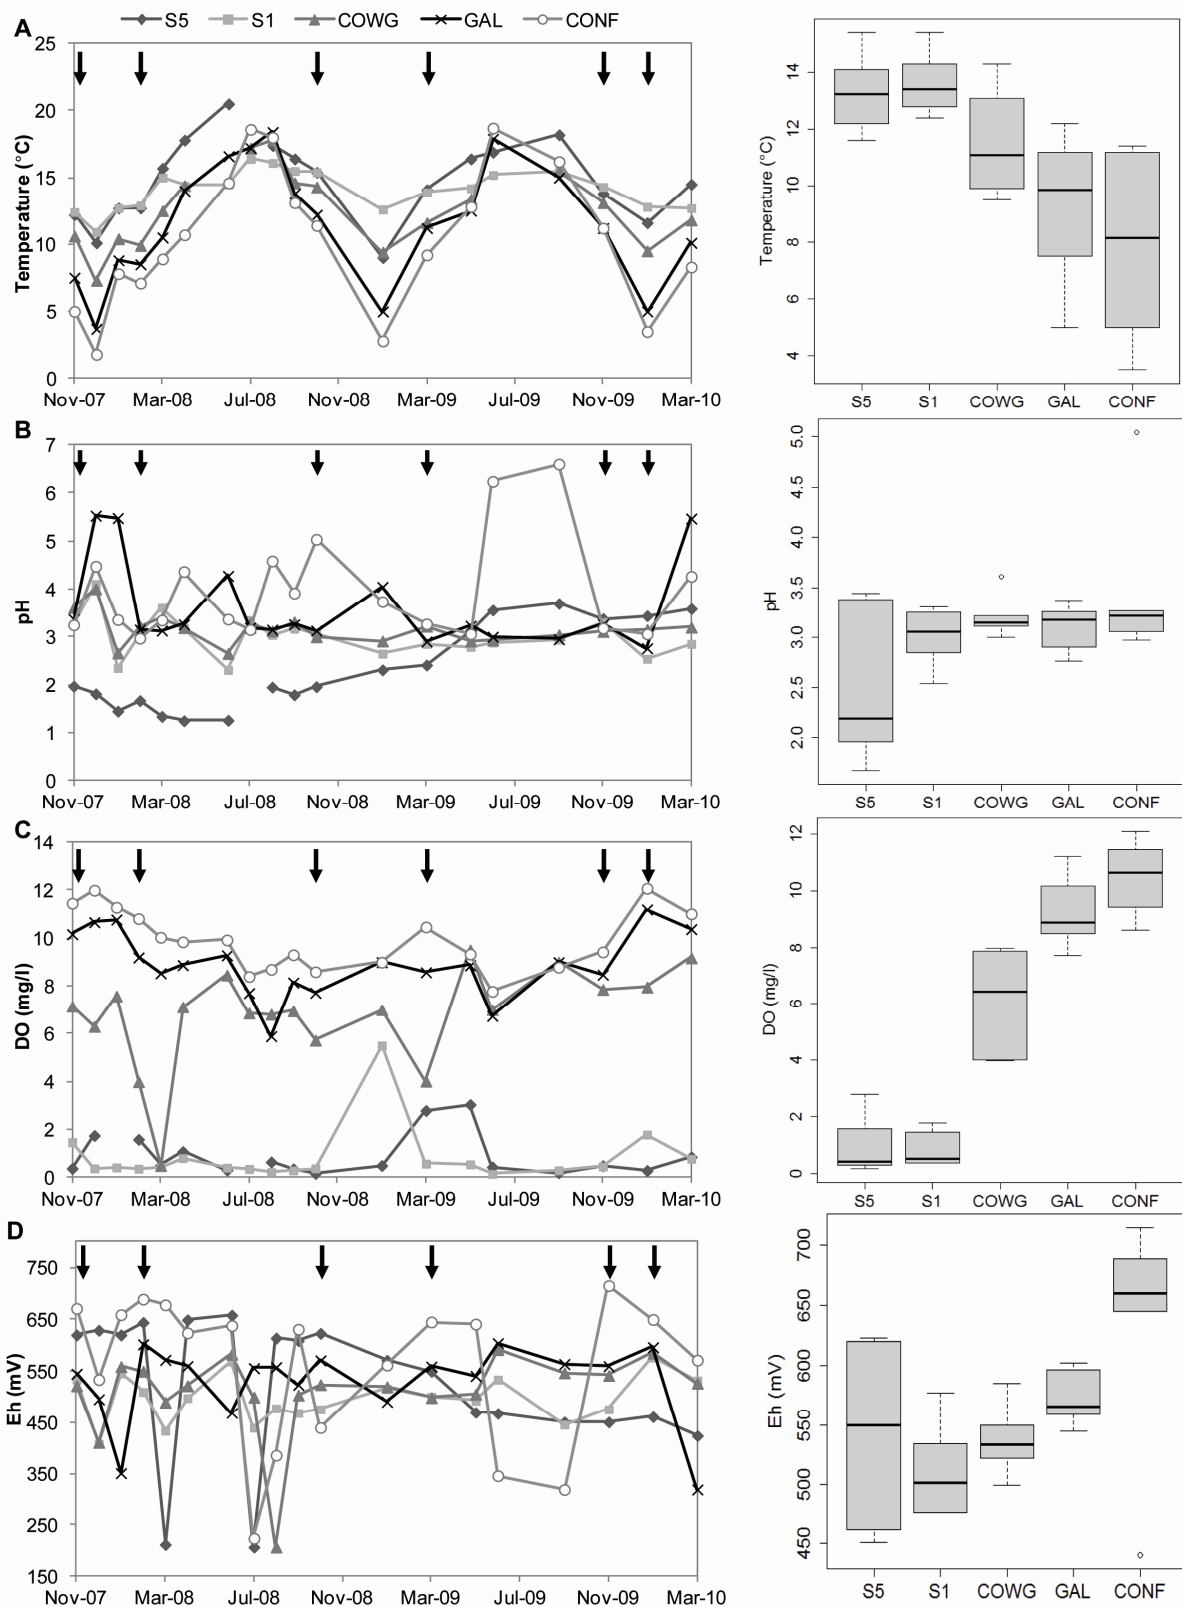 S5 S1 COWG GAL CONF
A
25
20
15
10
5
0
Temperature (°C)
Nov-07 Mar-08 Jul-08 Nov-08 Mar-09 Jul-09 Nov-09 Mar-10
14
12
10
8
6
4
Temperature (°C)
S5 S1 COWG GAL CONF
B
7
6
5
4
3
2
1
0
pH
Nov-07 Mar-08 Jul-08 Nov-08 Mar-09 Jul-09 Nov-09 Mar-10
5.0
4.5
4.0
3.5
3.0
2.5
2.0
pH
S5 S1 COWG GAL CONF
C
14
12
10
8
6
4
2
0
DO (mg/l)
Nov-07 Mar-08 Jul-08 Nov-08 Mar-09 Jul-09 Nov-09 Mar-10
12
10
8
6
4
2
0
DO (mg/l)
S5 S1 COWG GAL CONF
D
750
650
550
450
350
250
150
Eh (mV)
Nov-07 Mar-08 Jul-08 Nov-08 Mar-09 Jul-09 Nov-09 Mar-10
700
650
600
550
500
450
Eh (mV)
S5 S1 COWG GAL CONF